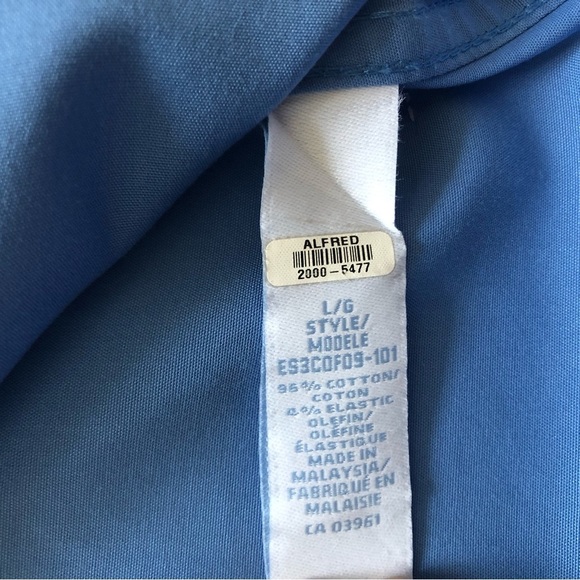 ALFRED
2000-5477
L/G
STYLE/
MODELE
ES3C0F09-101
96% COTTON/
COTON
4% ELASTIC
OLEFIN/
OLÉFINE
ÉLASTIQUE
MADE IN
MALAYSIA/
FABRIQUÉ EN
MALAISIE
CA 03961